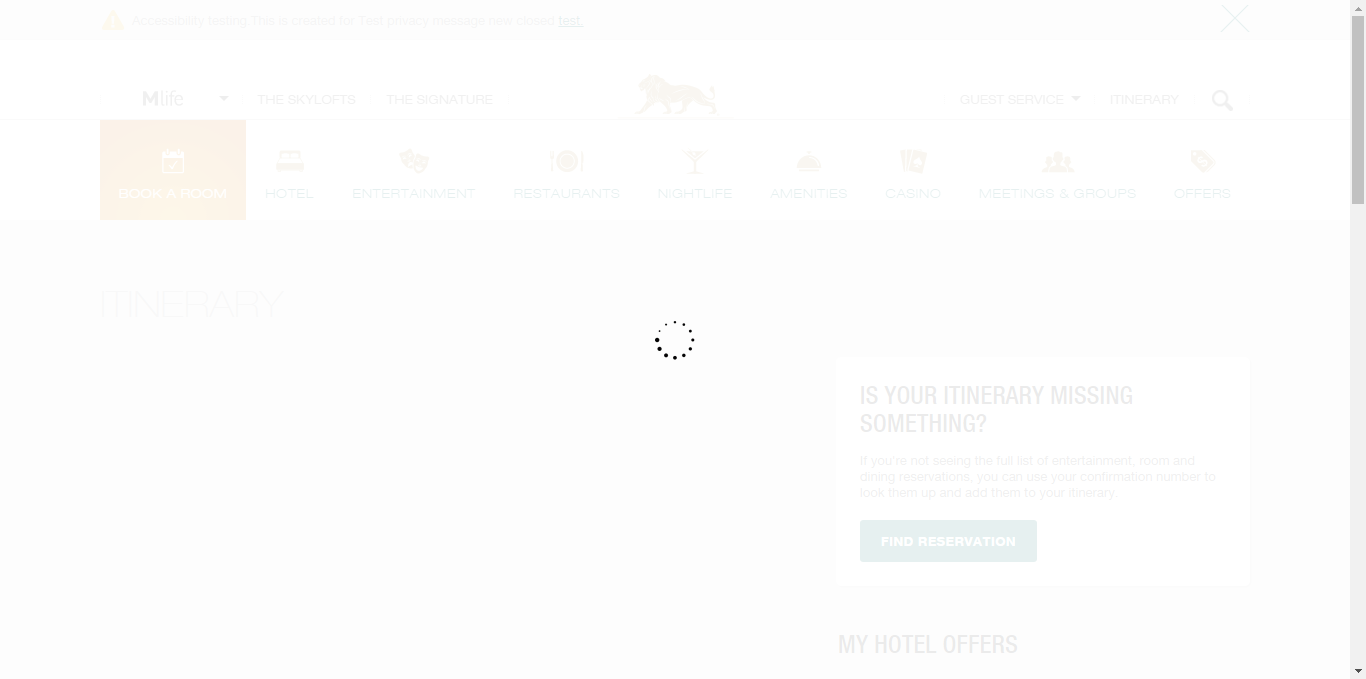 Accessibility testing This is created for Test privacy message new closed test.
Mlife
THE SKYLOFTS
THE SIGNATURE
GUEST SERVICE
ITINERARY
BOOK A ROOM
HOTEL
ENTERTAINMENT
RESTAURANTS
NIGHTLIFE
AMENITIES
CASINO
MEETINGS & GROUPS
OFFERS
ITINERARY
IS YOUR ITINERARY MISSING
SOMETHING?
If you're not seeing the full list of entertainment, room and
dining reservations, you can use your confirmation number to
look them up and add them to your itinerary.
FIND RESERVATION
MY HOTEL OFFERS